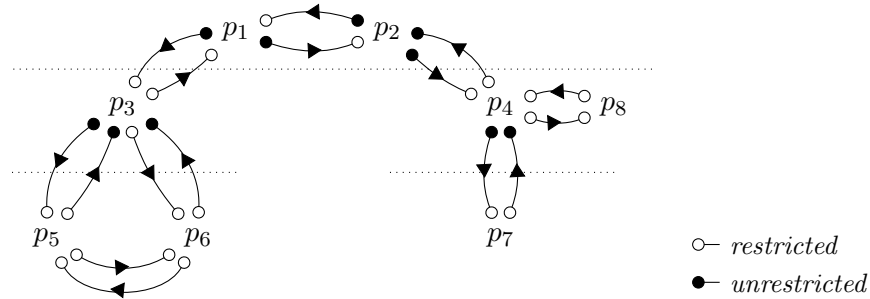 p1 p2
p3 p4 p8
p5 p6 p7
restricted
unrestricted